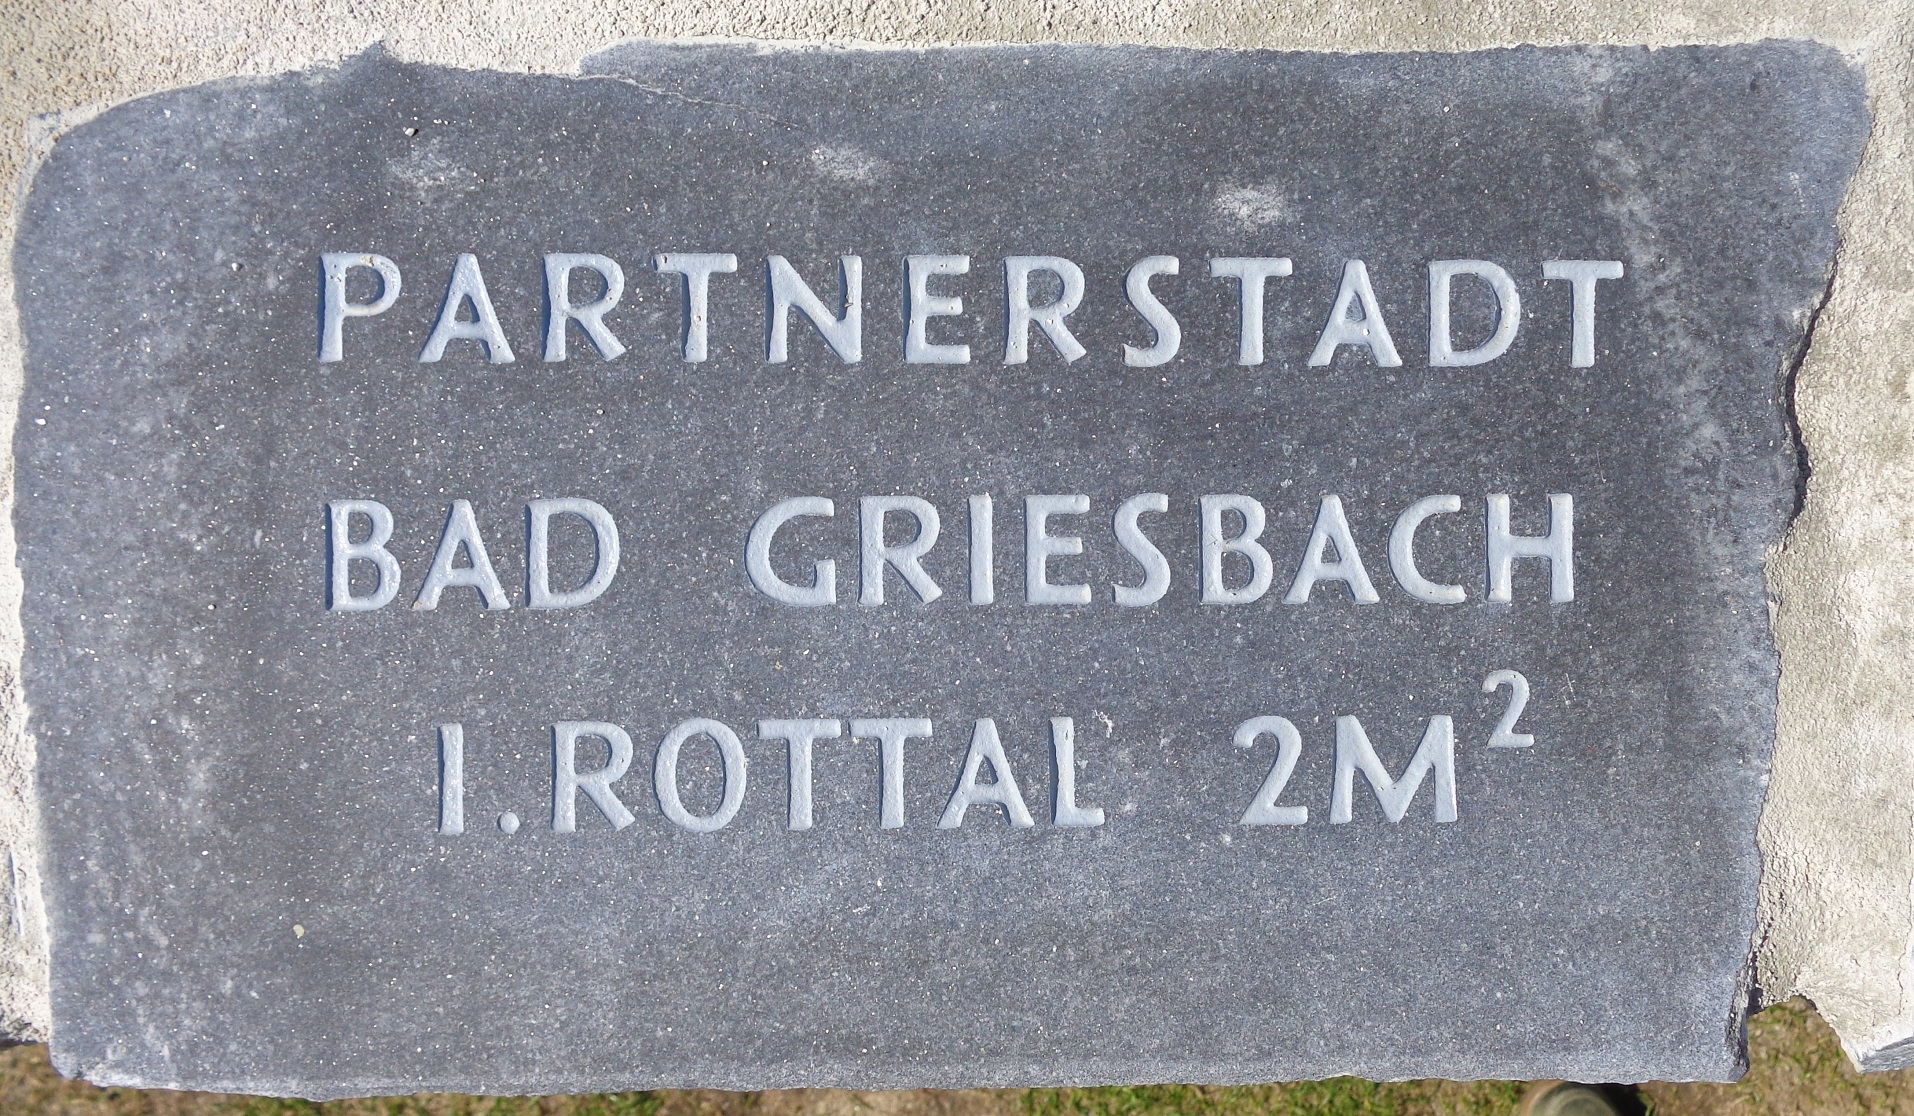 PARTNERSTADT
BAD GRIESBACH
I.ROTTAL 2M²